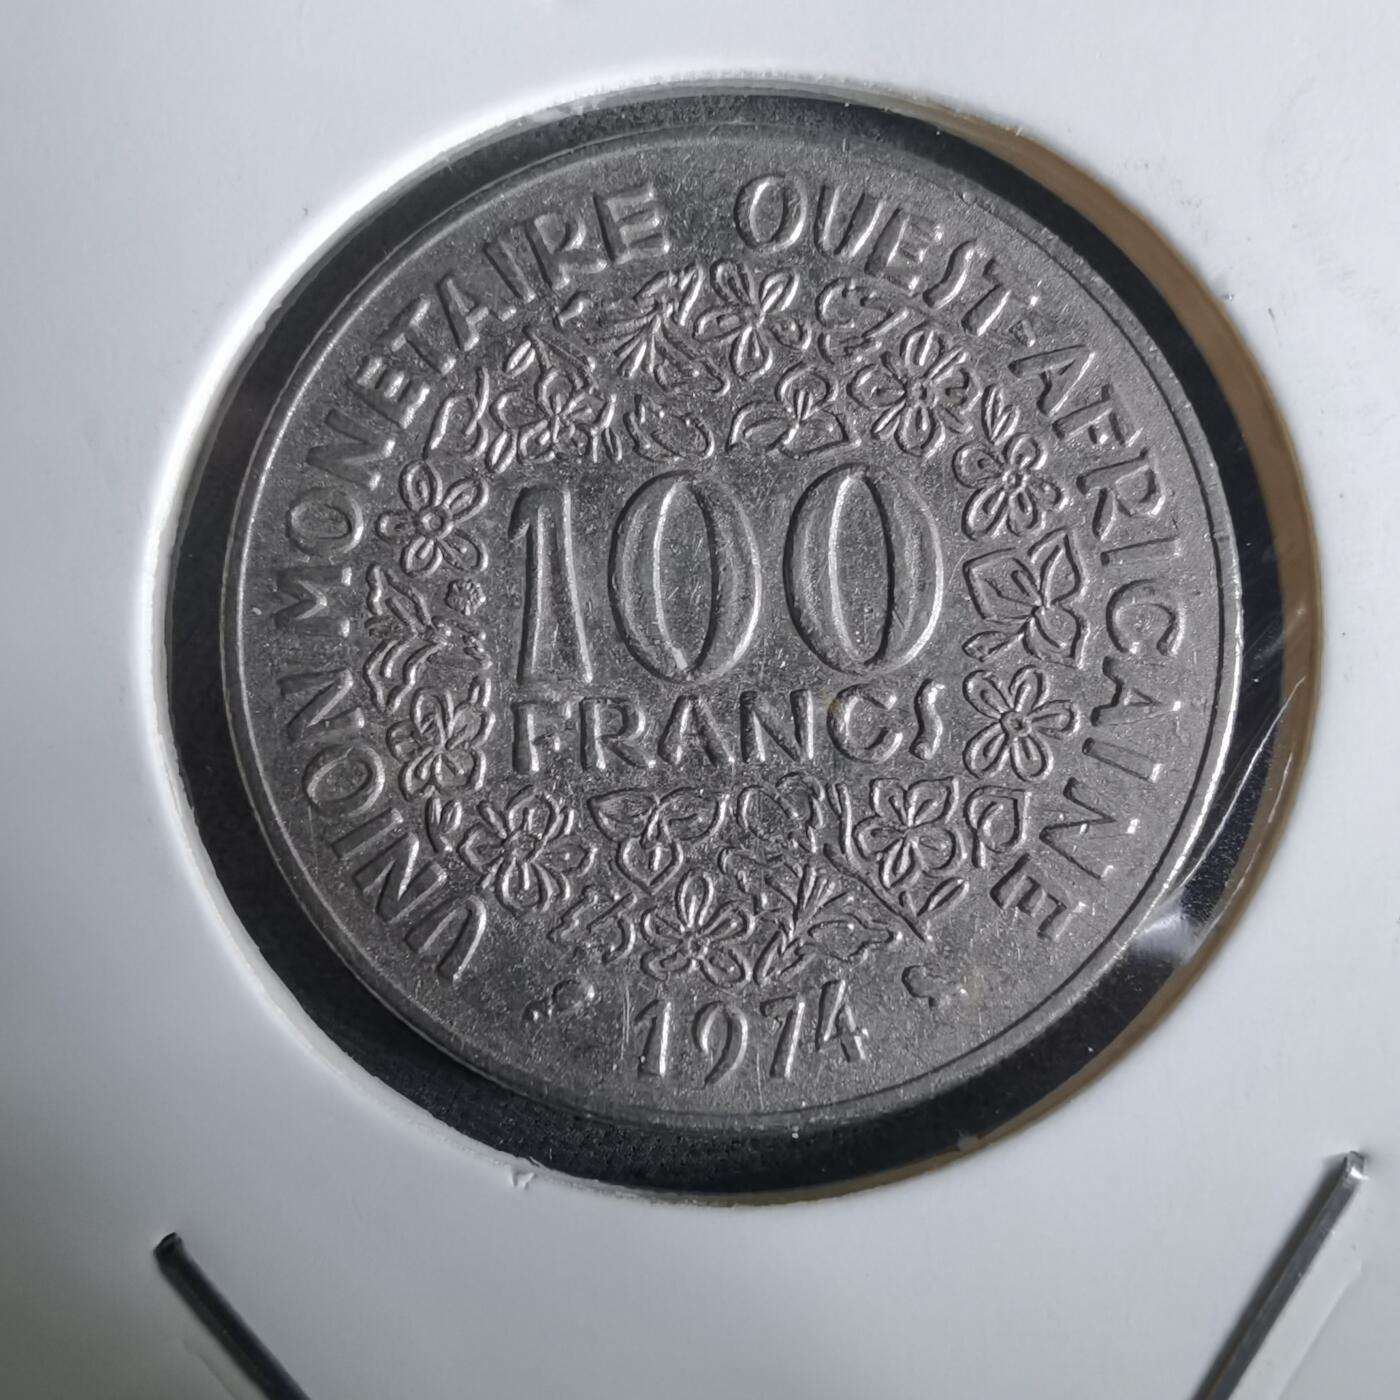 UNION MONETAIRE OUEST-AFRICAINE
100
FRANCS
1974